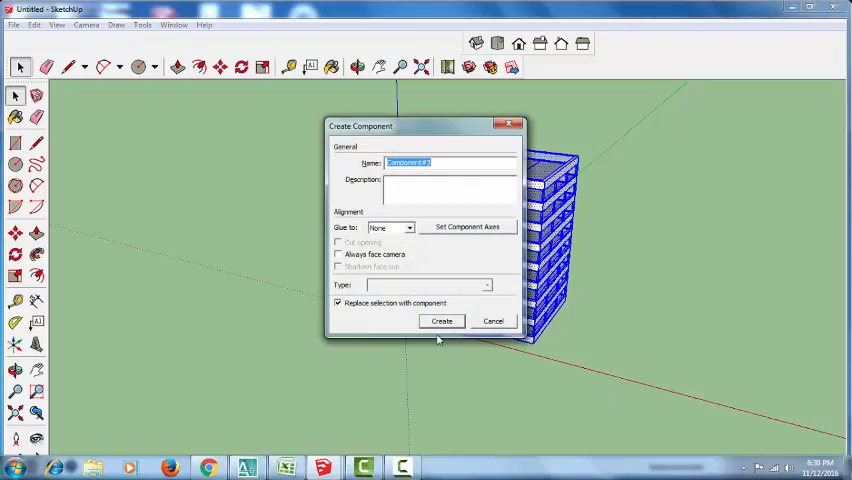 Untitled - SketchUp
File Edit View Camera Draw Tools Window Help
A1
Create Component
General
Name: Component#3
Description:
Alignment
Glue to: None
Set Component Axes
Cut opening
Always face camera
Shadows face sun
Type:
Replace selection with component
Create
Cancel
6:30 PM
11/12/2016